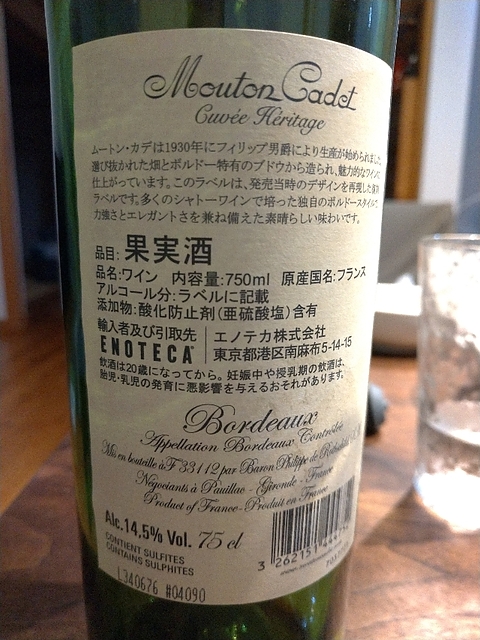 Mouton Cadet
Cuvée Héritage
ムートン・カデは1930年にフィリップ男爵により生産が始められました。
選び抜かれた畑とボルドー特有のブドウから造られ、魅力的なワインに
仕上がっています。このラベルは、発売当時のデザインを再現した
ラベルです。多くのシャトーワインで培った独自のボルドースタイルで、
力強さとエレガントさを兼ね備えた素晴らしい味わいです。
品目: 果実酒
品名:ワイン 内容量:750ml 原産国名:フランス
アルコール分:ラベルに記載
添加物:酸化防止剤(亜硫酸塩)含有
輸入者及び引取先 エノテカ株式会社
ENOTECA 東京都港区南麻布5-14-15
飲酒は20歳になってから。妊娠中や授乳期の飲酒は、
胎児・乳児の発育に悪影響を与えるおそれがあります。
Bordeaux
Appellation Bordeaux Contrôlée
Mis en bouteille à F 33112 par Baron Philippe de Rothschild
Négociants à Pauillac - Gironde - France
Product of France - Produit en France
Alc.14,5% Vol. 75 cl
CONTIENT SULFITES
CONTAINS SULPHITES
L340676 #04090